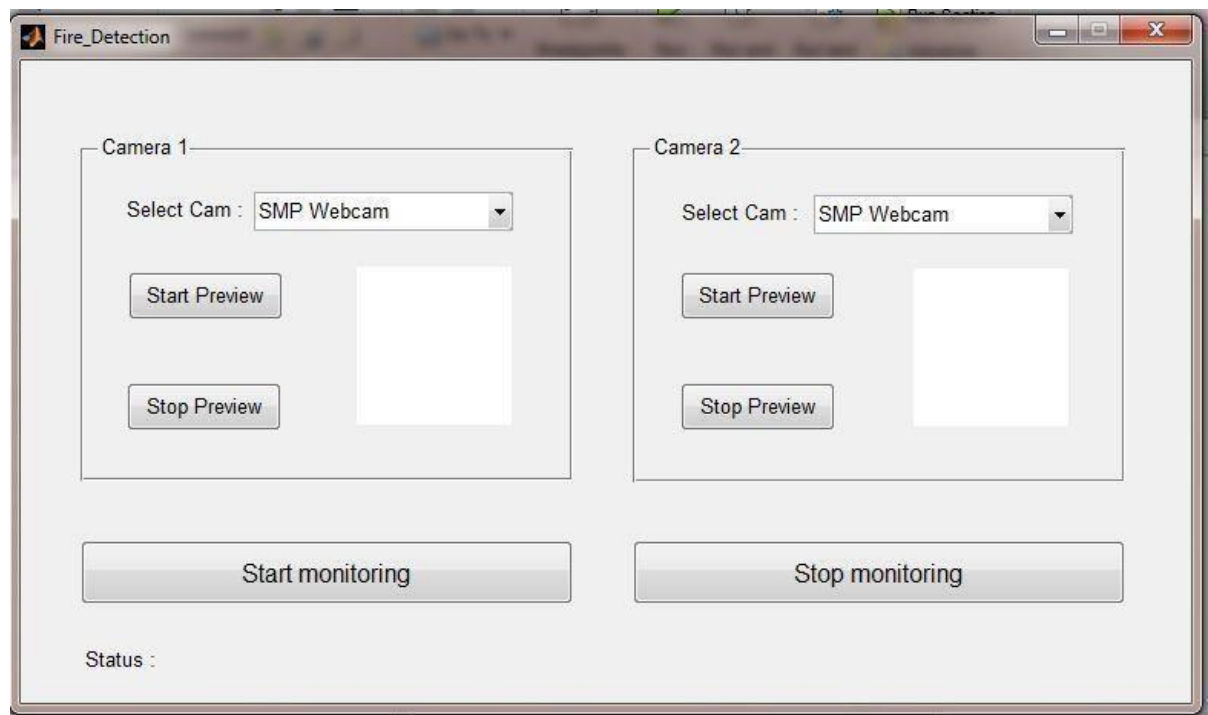 Fire_Detection
Camera 1
Select Cam : SMP Webcam
Start Preview
Stop Preview
Camera 2
Select Cam : SMP Webcam
Start Preview
Stop Preview
Start monitoring
Stop monitoring
Status :